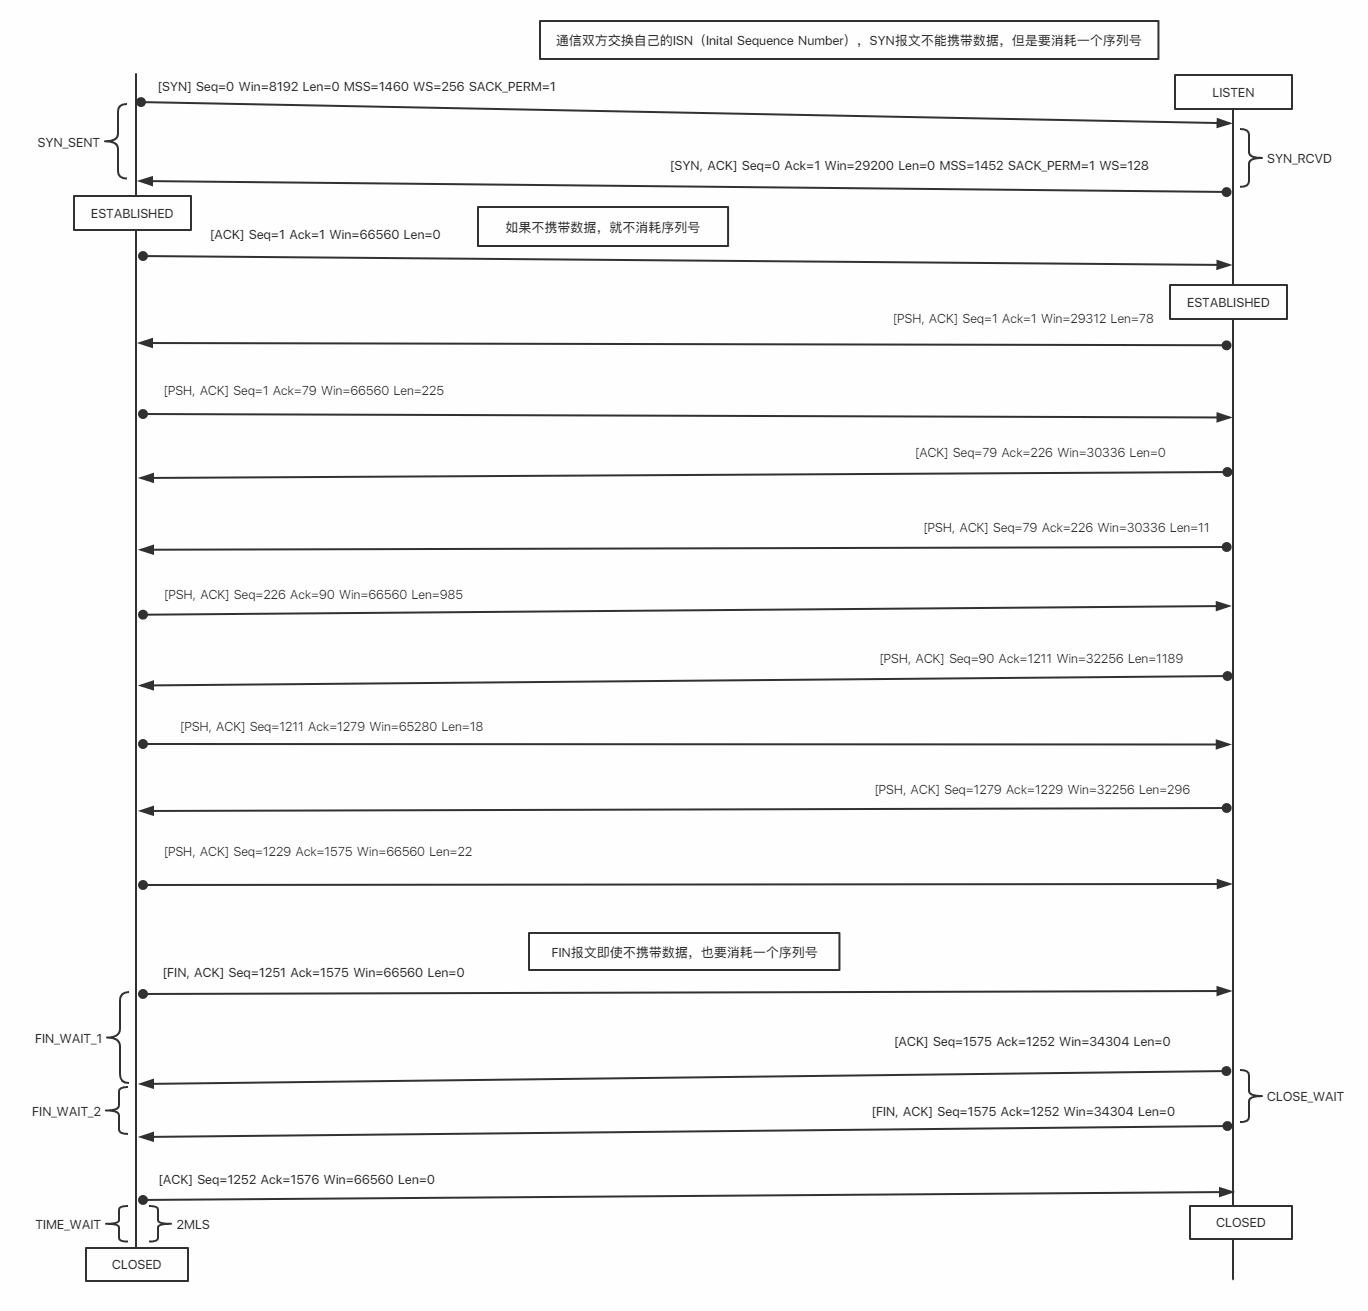 通信双方交换自己的ISN（Inital Sequence Number），SYN报文不能携带数据，但是要消耗一个序列号
[SYN] Seq=0 Win=8192 Len=0 MSS=1460 WS=256 SACK_PERM=1
LISTEN
SYN_SENT
SYN_RCVD
[SYN, ACK] Seq=0 Ack=1 Win=29200 Len=0 MSS=1452 SACK_PERM=1 WS=128
ESTABLISHED
如果不携带数据，就不消耗序列号
[ACK] Seq=1 Ack=1 Win=66560 Len=0
ESTABLISHED
[PSH, ACK] Seq=1 Ack=1 Win=29312 Len=78
[PSH, ACK] Seq=1 Ack=79 Win=66560 Len=225
[ACK] Seq=79 Ack=226 Win=30336 Len=0
[PSH, ACK] Seq=79 Ack=226 Win=30336 Len=11
[PSH, ACK] Seq=226 Ack=90 Win=66560 Len=985
[PSH, ACK] Seq=90 Ack=1211 Win=32256 Len=1189
[PSH, ACK] Seq=1211 Ack=1279 Win=65280 Len=18
[PSH, ACK] Seq=1279 Ack=1229 Win=32256 Len=296
[PSH, ACK] Seq=1229 Ack=1575 Win=66560 Len=22
FIN报文即使不携带数据，也要消耗一个序列号
[FIN, ACK] Seq=1251 Ack=1575 Win=66560 Len=0
FIN_WAIT_1
[ACK] Seq=1575 Ack=1252 Win=34304 Len=0
CLOSE_WAIT
FIN_WAIT_2
[FIN, ACK] Seq=1575 Ack=1252 Win=34304 Len=0
[ACK] Seq=1252 Ack=1576 Win=66560 Len=0
TIME_WAIT
2MLS
CLOSED
CLOSED